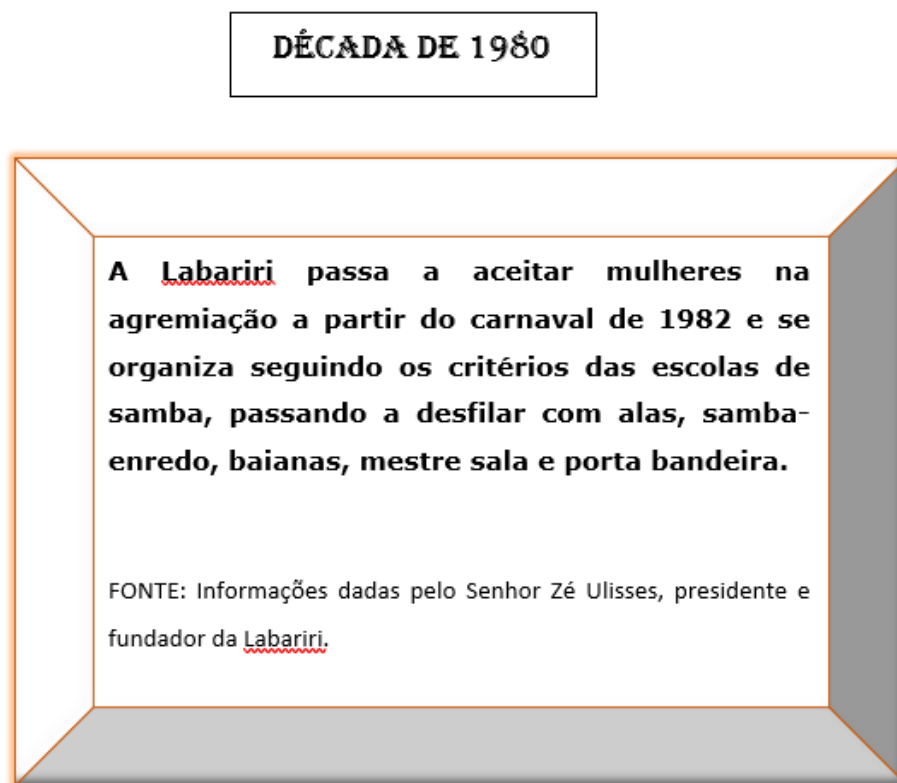 DÉCADA DE 1980
A Labariri passa a aceitar mulheres na
agremiação a partir do carnaval de 1982 e se
organiza seguindo os critérios das escolas de
samba, passando a desfilar com alas, samba-
enredo, baianas, mestre sala e porta bandeira.
FONTE: Informações dadas pelo Senhor Zé Ulisses, presidente e
fundador da Labariri.